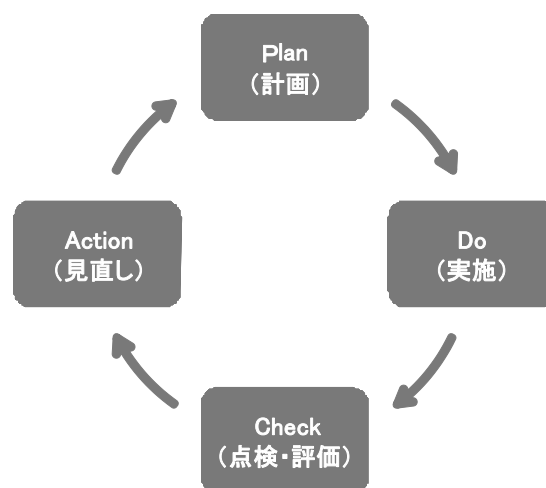 Plan
（計画）
Do
（実施）
Check
（点検・評価）
Action
（見直し）